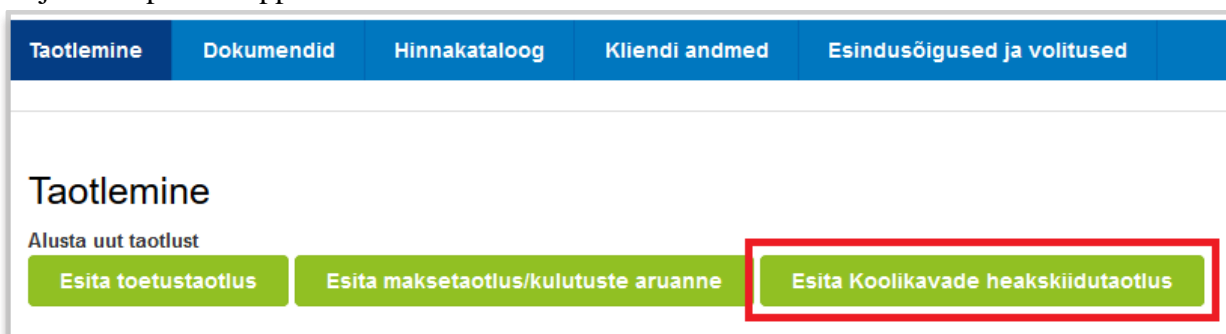 Taotlemine Dokumendid Hinnakataloog Kliendi andmed Esindusõigused ja volitused
Taotlemine
Alusta uut taotlust
Esita toetustaotlus Esita maksetaotlus/kulutuste aruanne Esita Koolikavade heakskiidutaotlus